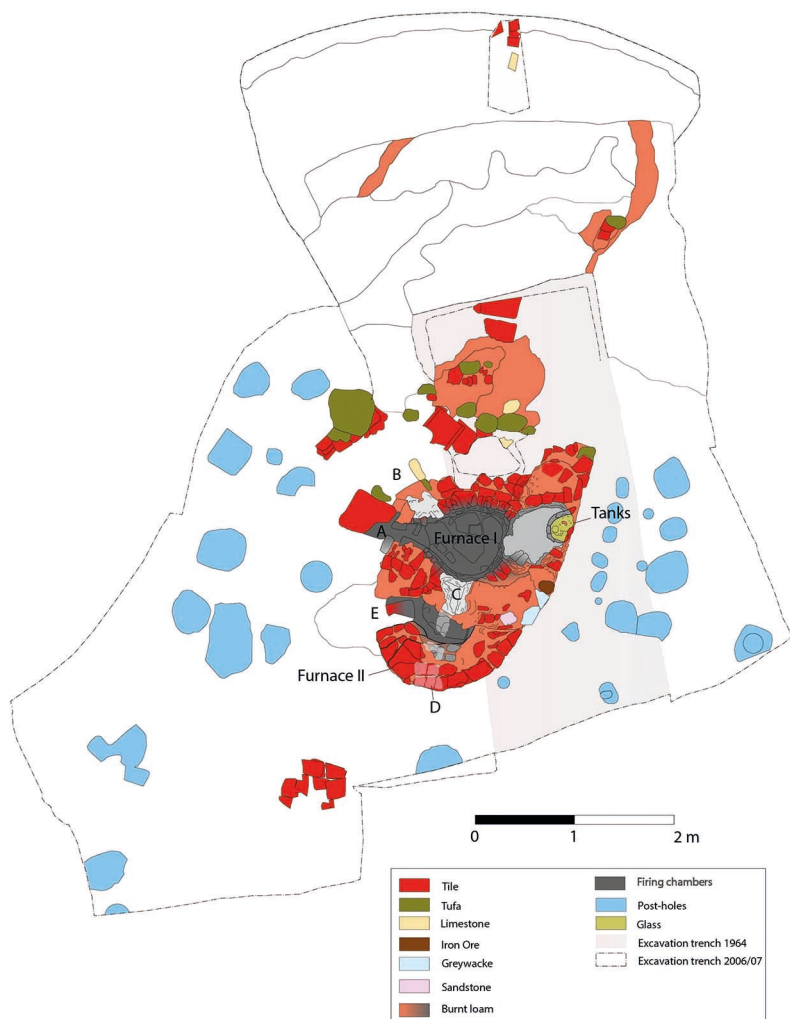 B
Tanks
A
Furnace I
C
E
Furnace II
D
0 1 2 m
Tile
Tufa
Limestone
Iron Ore
Greywacke
Sandstone
Burnt loam
Firing chambers
Post-holes
Glass
Excavation trench 1964
Excavation trench 2006/07